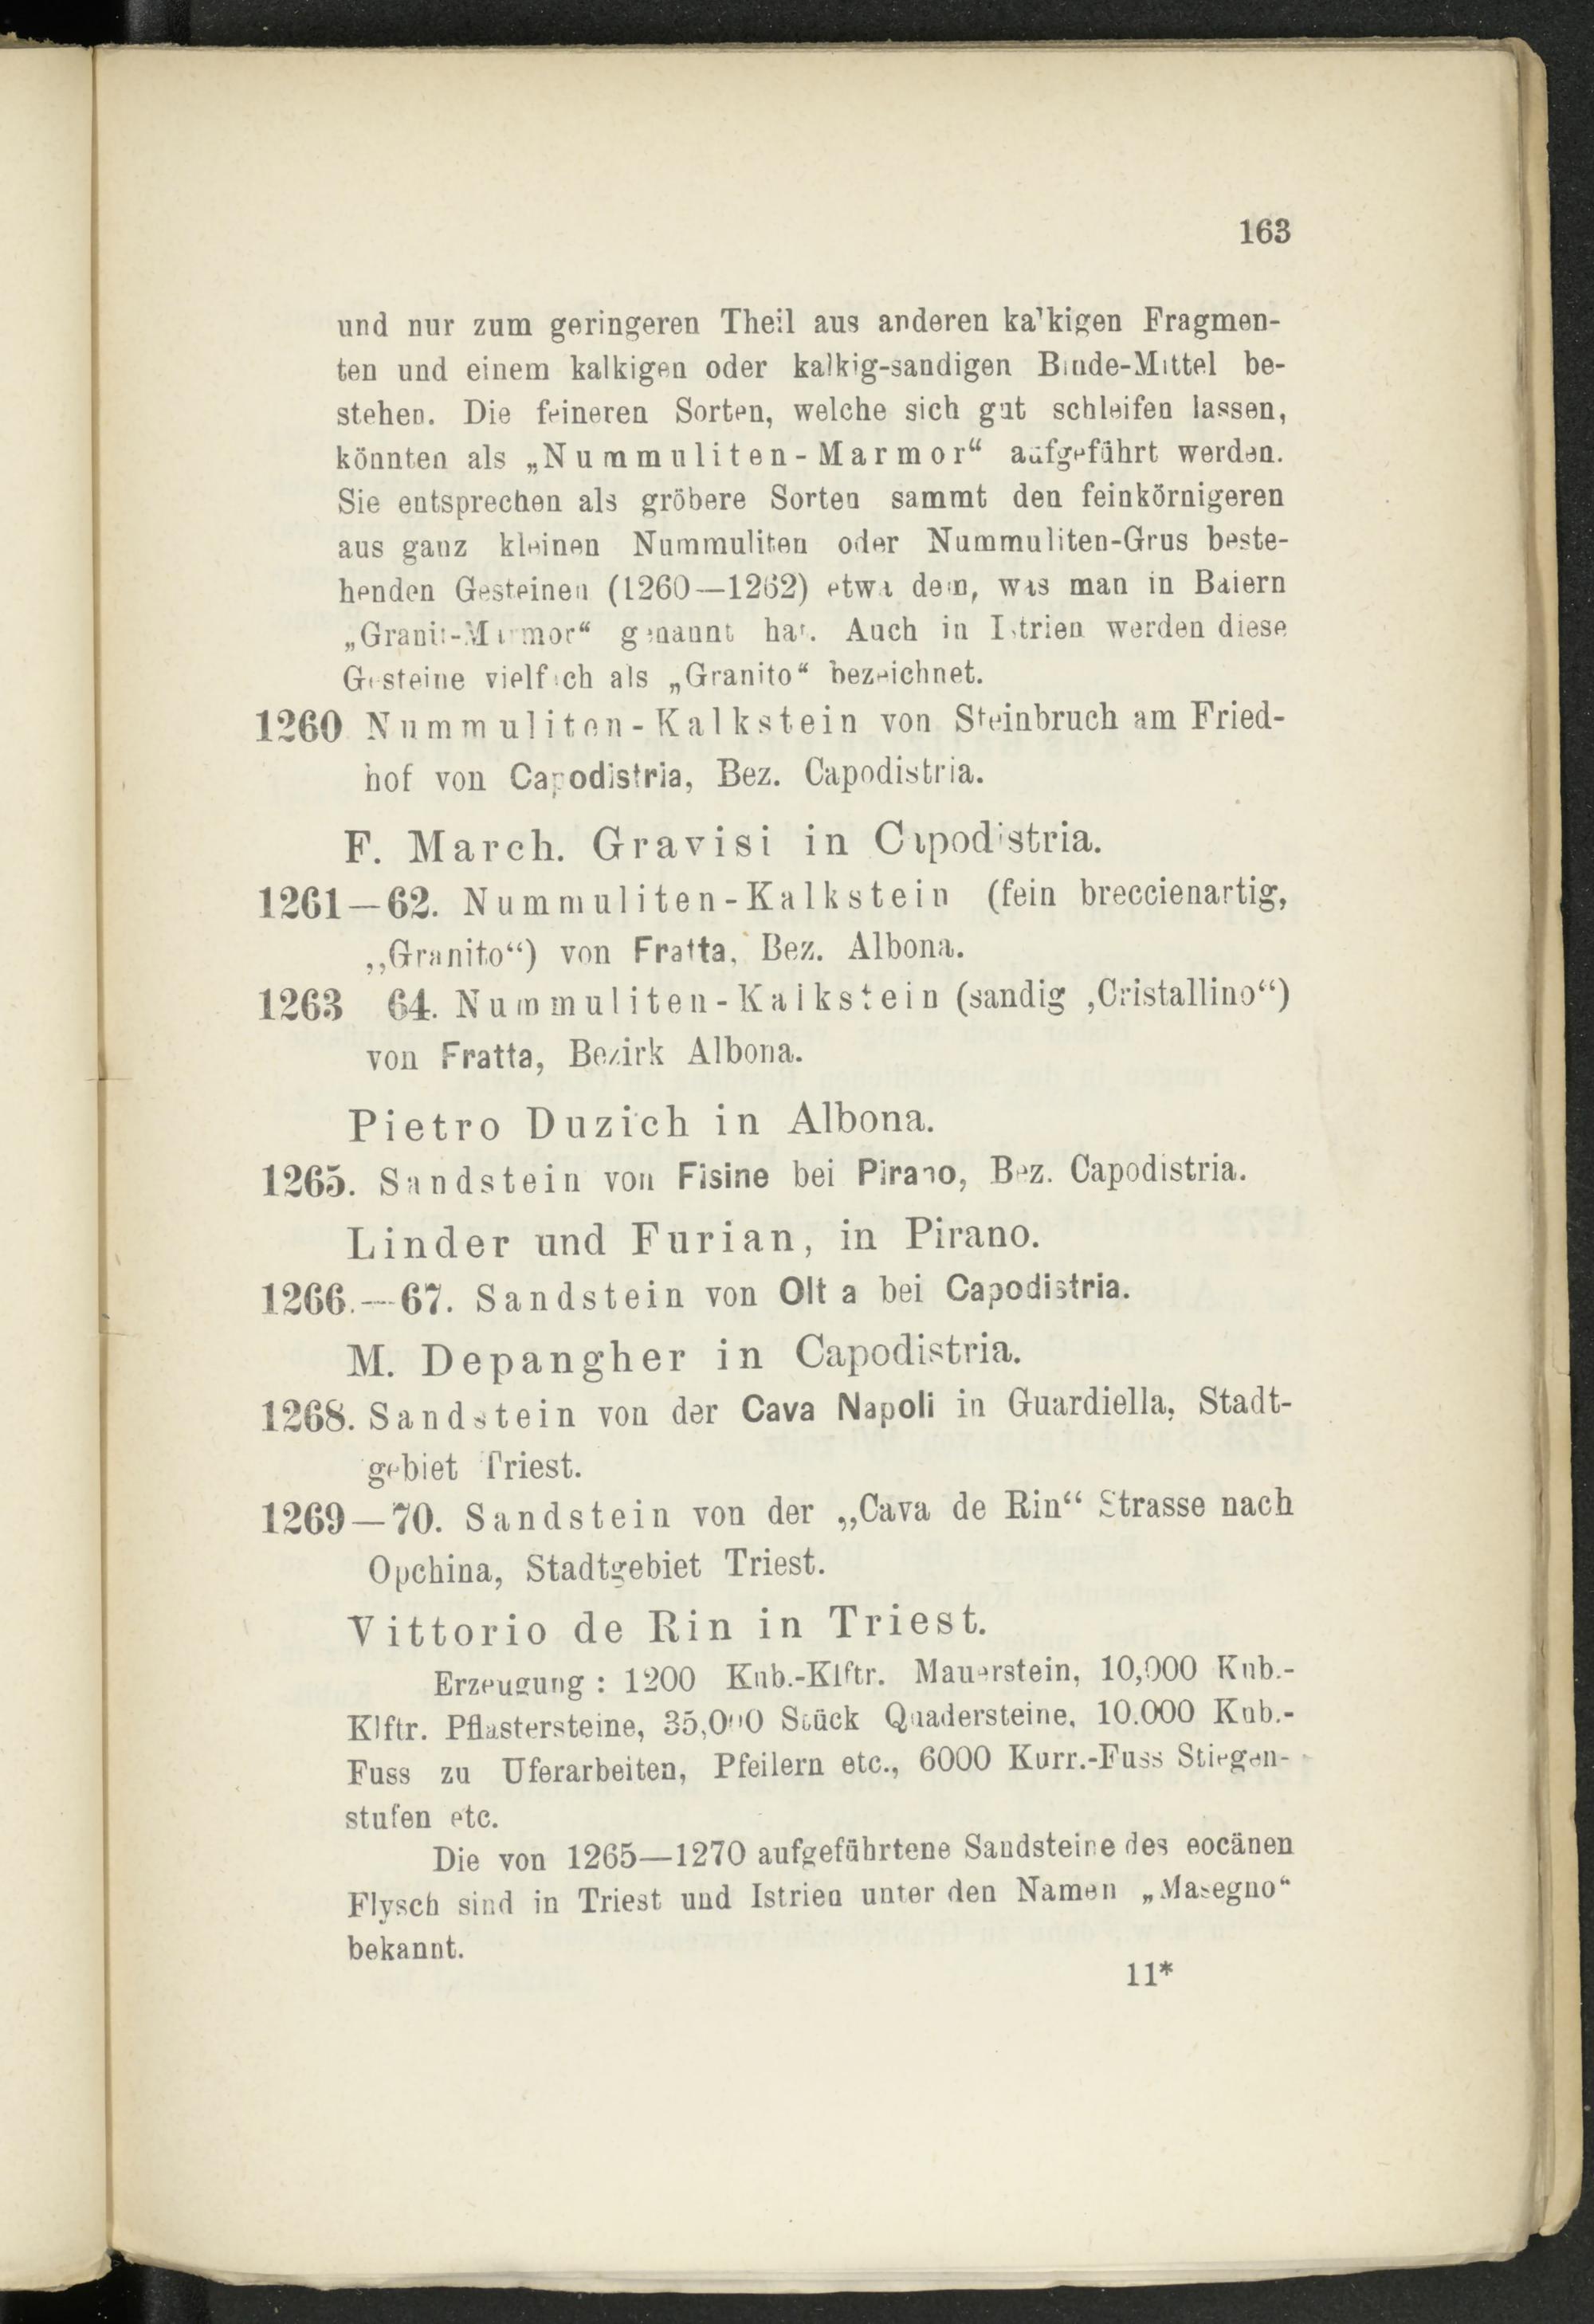 163
und nur zum geringeren Theil aus anderen kalkigen Fragmen-
ten und einem kalkigen oder kalkig-sandigen Binde-Mittel be-
stehen. Die feineren Sorten, welche sich gut schleifen lassen,
könnten als „Nummuliten-Marmor“ aufgeführt werden.
Sie entsprechen als gröbere Sorten sammt den feinkörnigeren
aus ganz kleinen Nummuliten oder Nummuliten-Grus beste-
henden Gesteinen (1260—1262) etwa dem, was man in Baiern
„Granit-Marmor“ genannt hat. Auch in Istrien werden diese
Gesteine vielfach als „Granito“ bezeichnet.
1260 Nummuliten-Kalkstein von Steinbruch am Fried-
hof von Capodistria, Bez. Capodistria.
F. March. Gravisi in Capodistria.
1261—62. Nummuliten-Kalkstein (fein breccienartig,
„Granito“) von Fratta, Bez. Albona.
1263 64. Nummuliten-Kalkstein (sandig ‚Cristallino“)
von Fratta, Bezirk Albona.
Pietro Duzich in Albona.
1265. Sandstein von Fisine bei Pirano, Bez. Capodistria.
Linder und Furian, in Pirano.
1266.—67. Sandstein von Olt a bei Capodistria.
M. Depangher in Capodistria.
1268. Sandstein von der Cava Napoli in Guardiella, Stadt-
gebiet Triest.
1269—70. Sandstein von der „Cava de Rin“ Strasse nach
Opchina, Stadtgebiet Triest.
Vittorio de Rin in Triest.
Erzeugung : 1200 Kub.-Klftr. Mauerstein, 10,000 Kub.-
Klftr. Pflastersteine, 35,000 Stück Quadersteine, 10.000 Kub.-
Fuss zu Uferarbeiten, Pfeilern etc., 6000 Kurr.-Fuss Stiegen-
stufen etc.
Die von 1265—1270 aufgeführtene Sandsteine des eocänen
Flysch sind in Triest und Istrien unter den Namen „Masegno“
bekannt.
11*